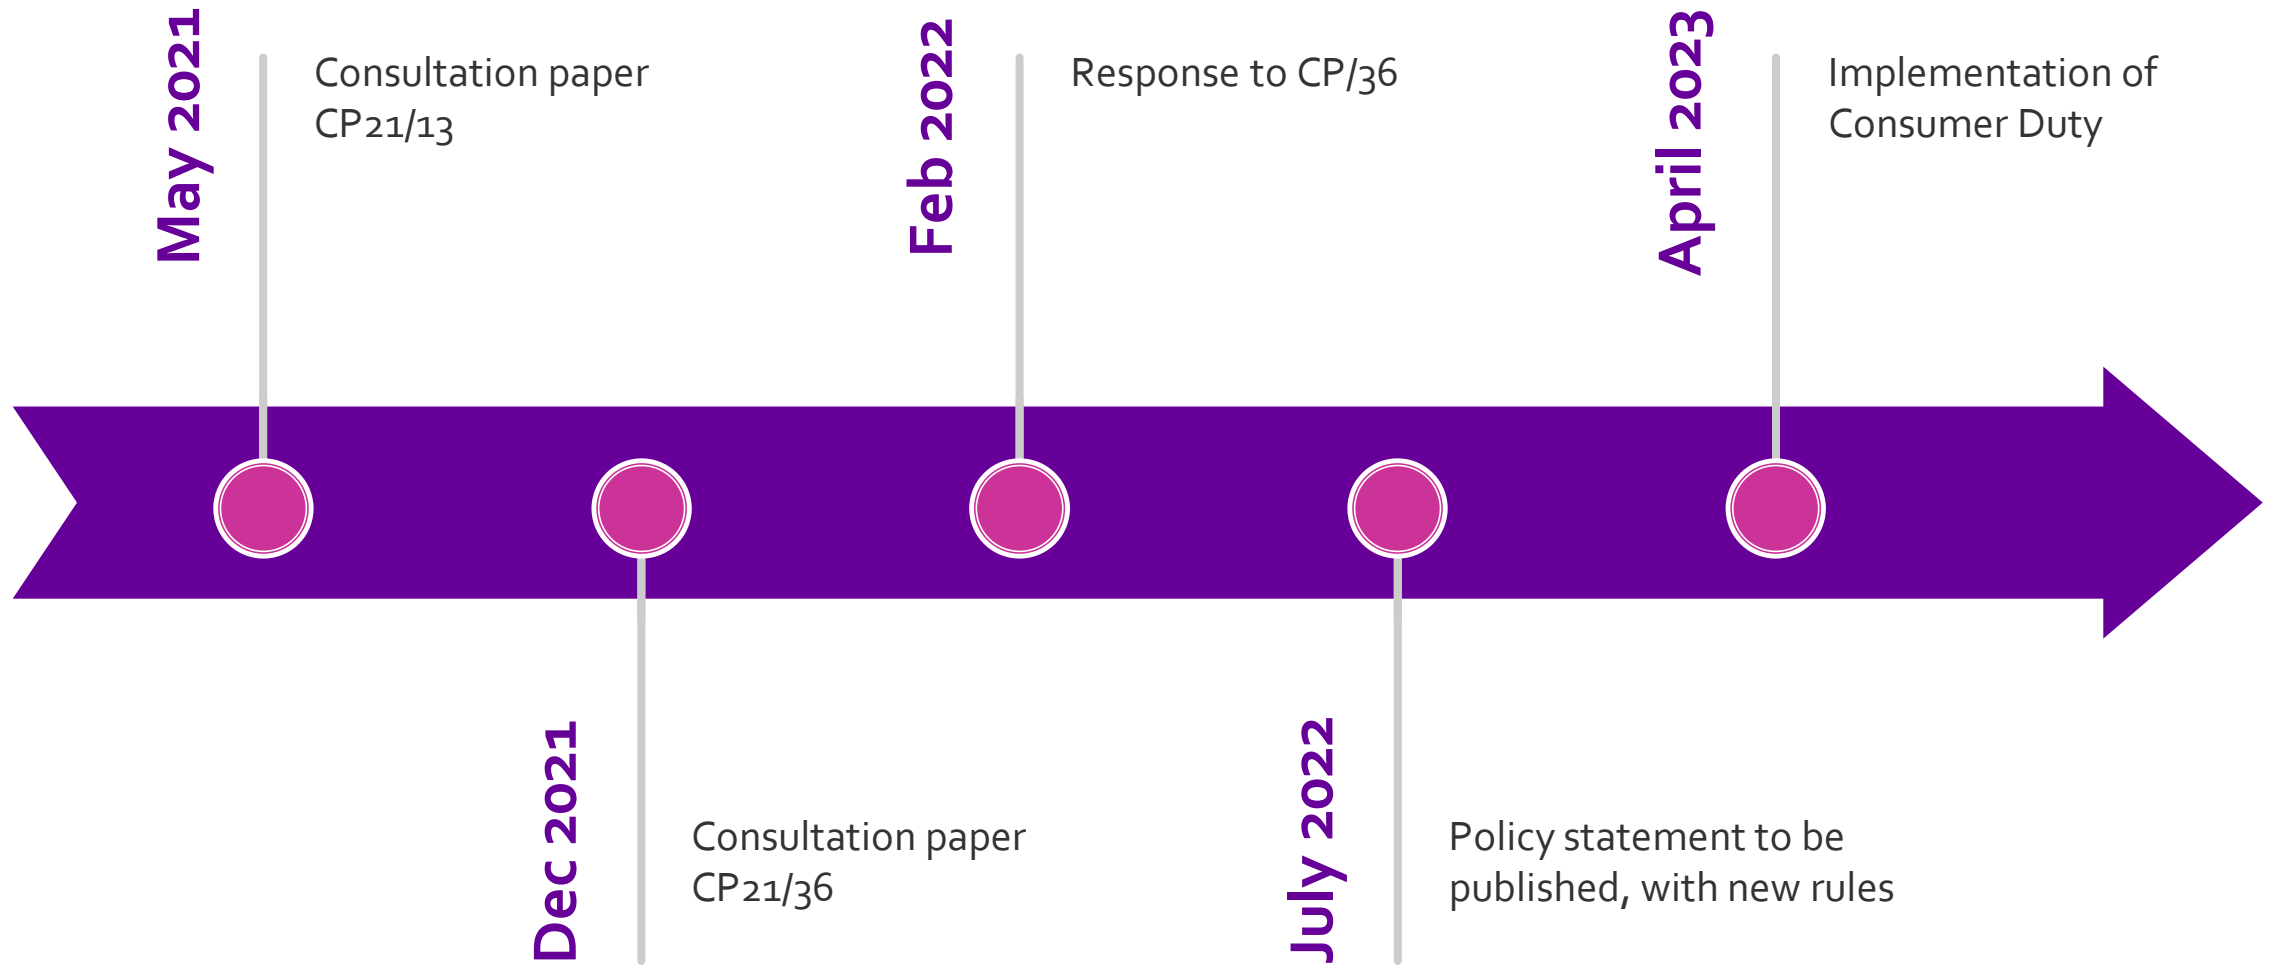 May 2021
Consultation paper
CP21/13
Dec 2021
Consultation paper
CP21/36
Feb 2022
Response to CP/36
July 2022
Policy statement to be
published, with new rules
April 2023
Implementation of
Consumer Duty